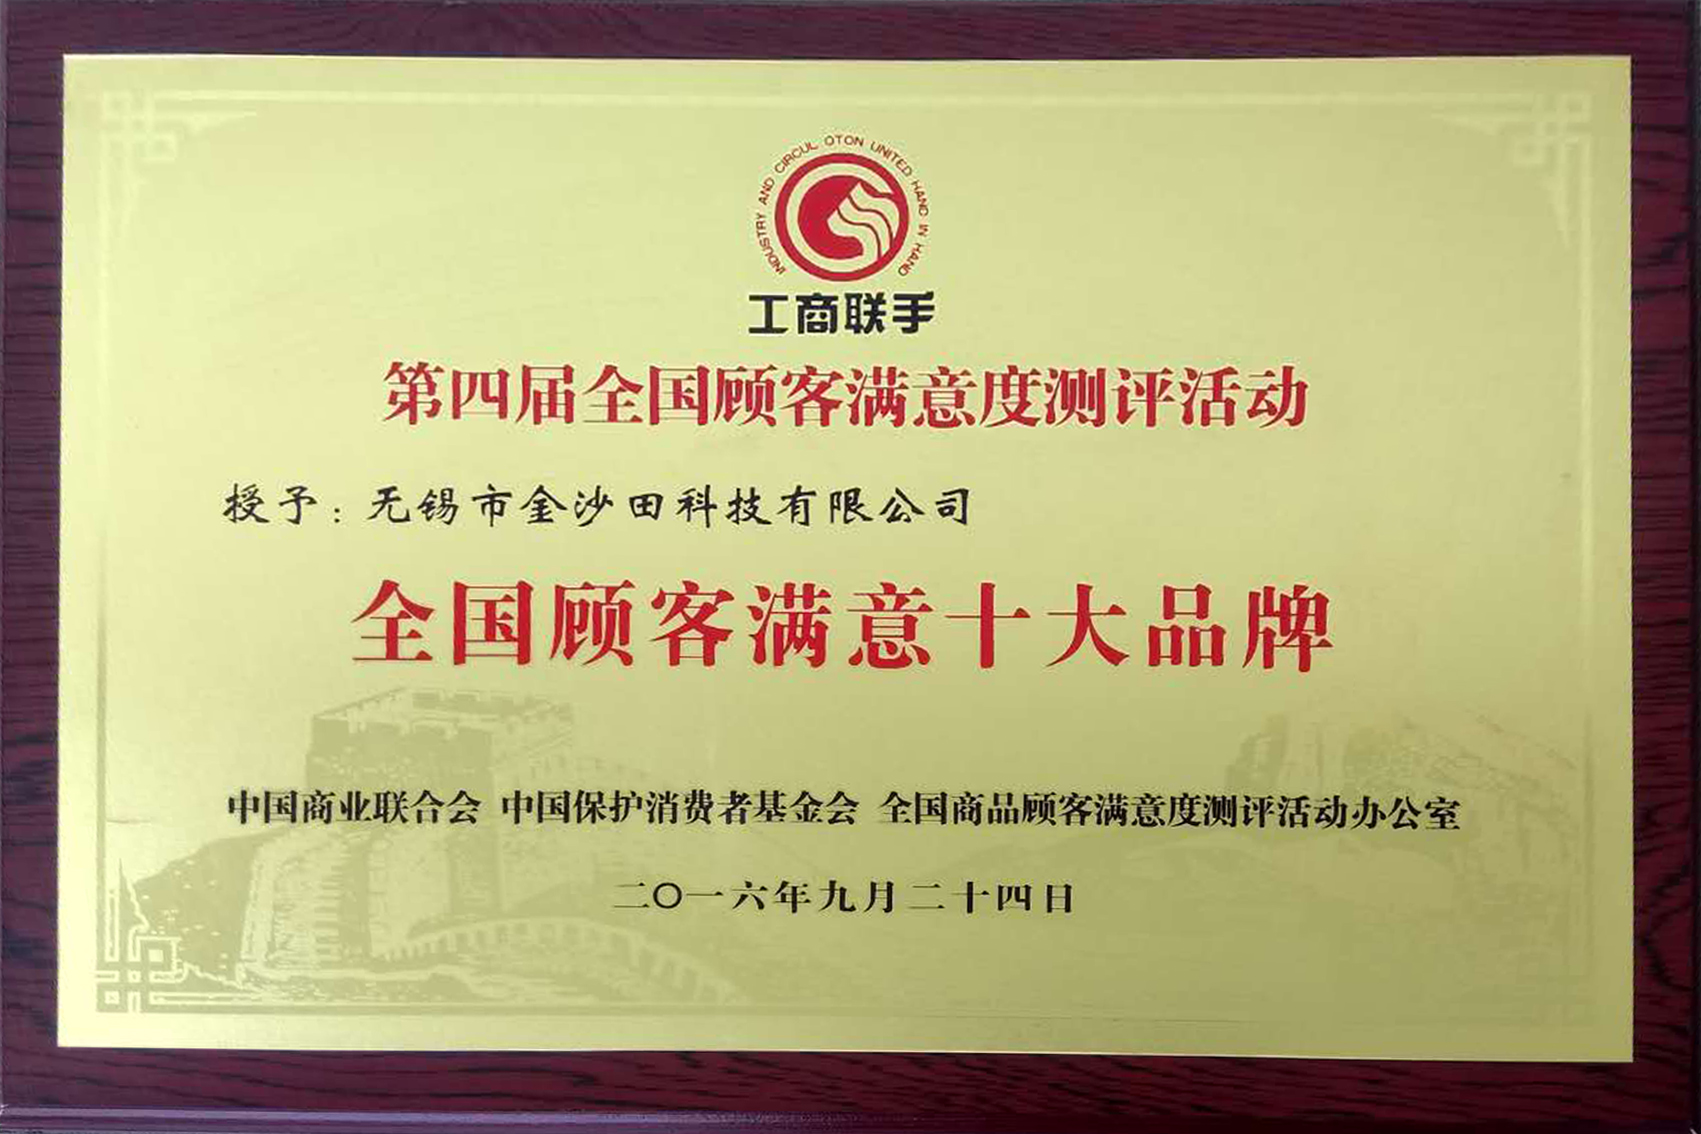 INDUSTRY AND CIRCUL OTON UNITED HAND IN HAND
工商联手
第四届全国顾客满意度测评活动
授予：无锡市金沙田科技有限公司
全国顾客满意十大品牌
中国商业联合会 中国保护消费者基金会 全国商品顾客满意度测评活动办公室
二〇一六年九月二十四日